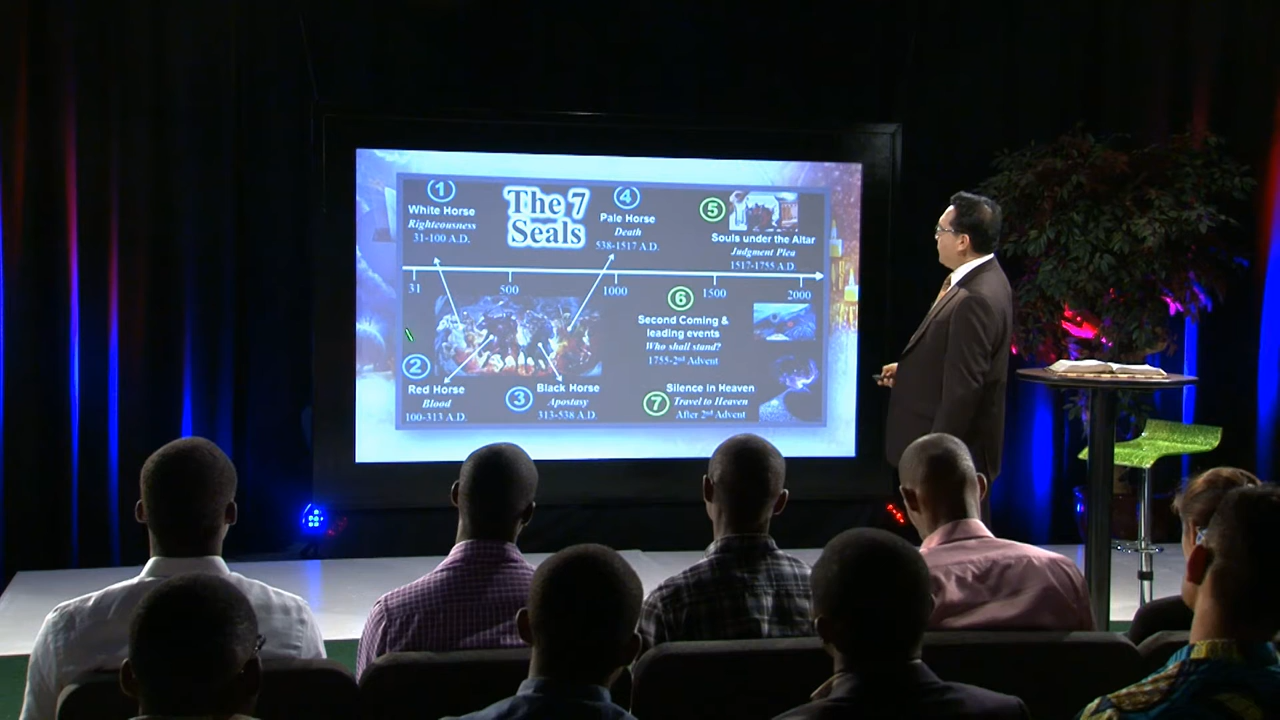 1
White Horse
Righteousness
31-100 A.D.
The 7
Seals
4
Pale Horse
Death
538-1517 A.D.
5
Souls under the Altar
Judgment Plea
1517-1755 A.D.
31 500 1000 1500 2000
6
Second Coming &
leading events
Who shall stand?
1755-2nd Advent
2
Red Horse
Blood
100-313 A.D.
3
Black Horse
Apostasy
313-538 A.D.
7
Silence in Heaven
Travel to Heaven
After 2nd Advent